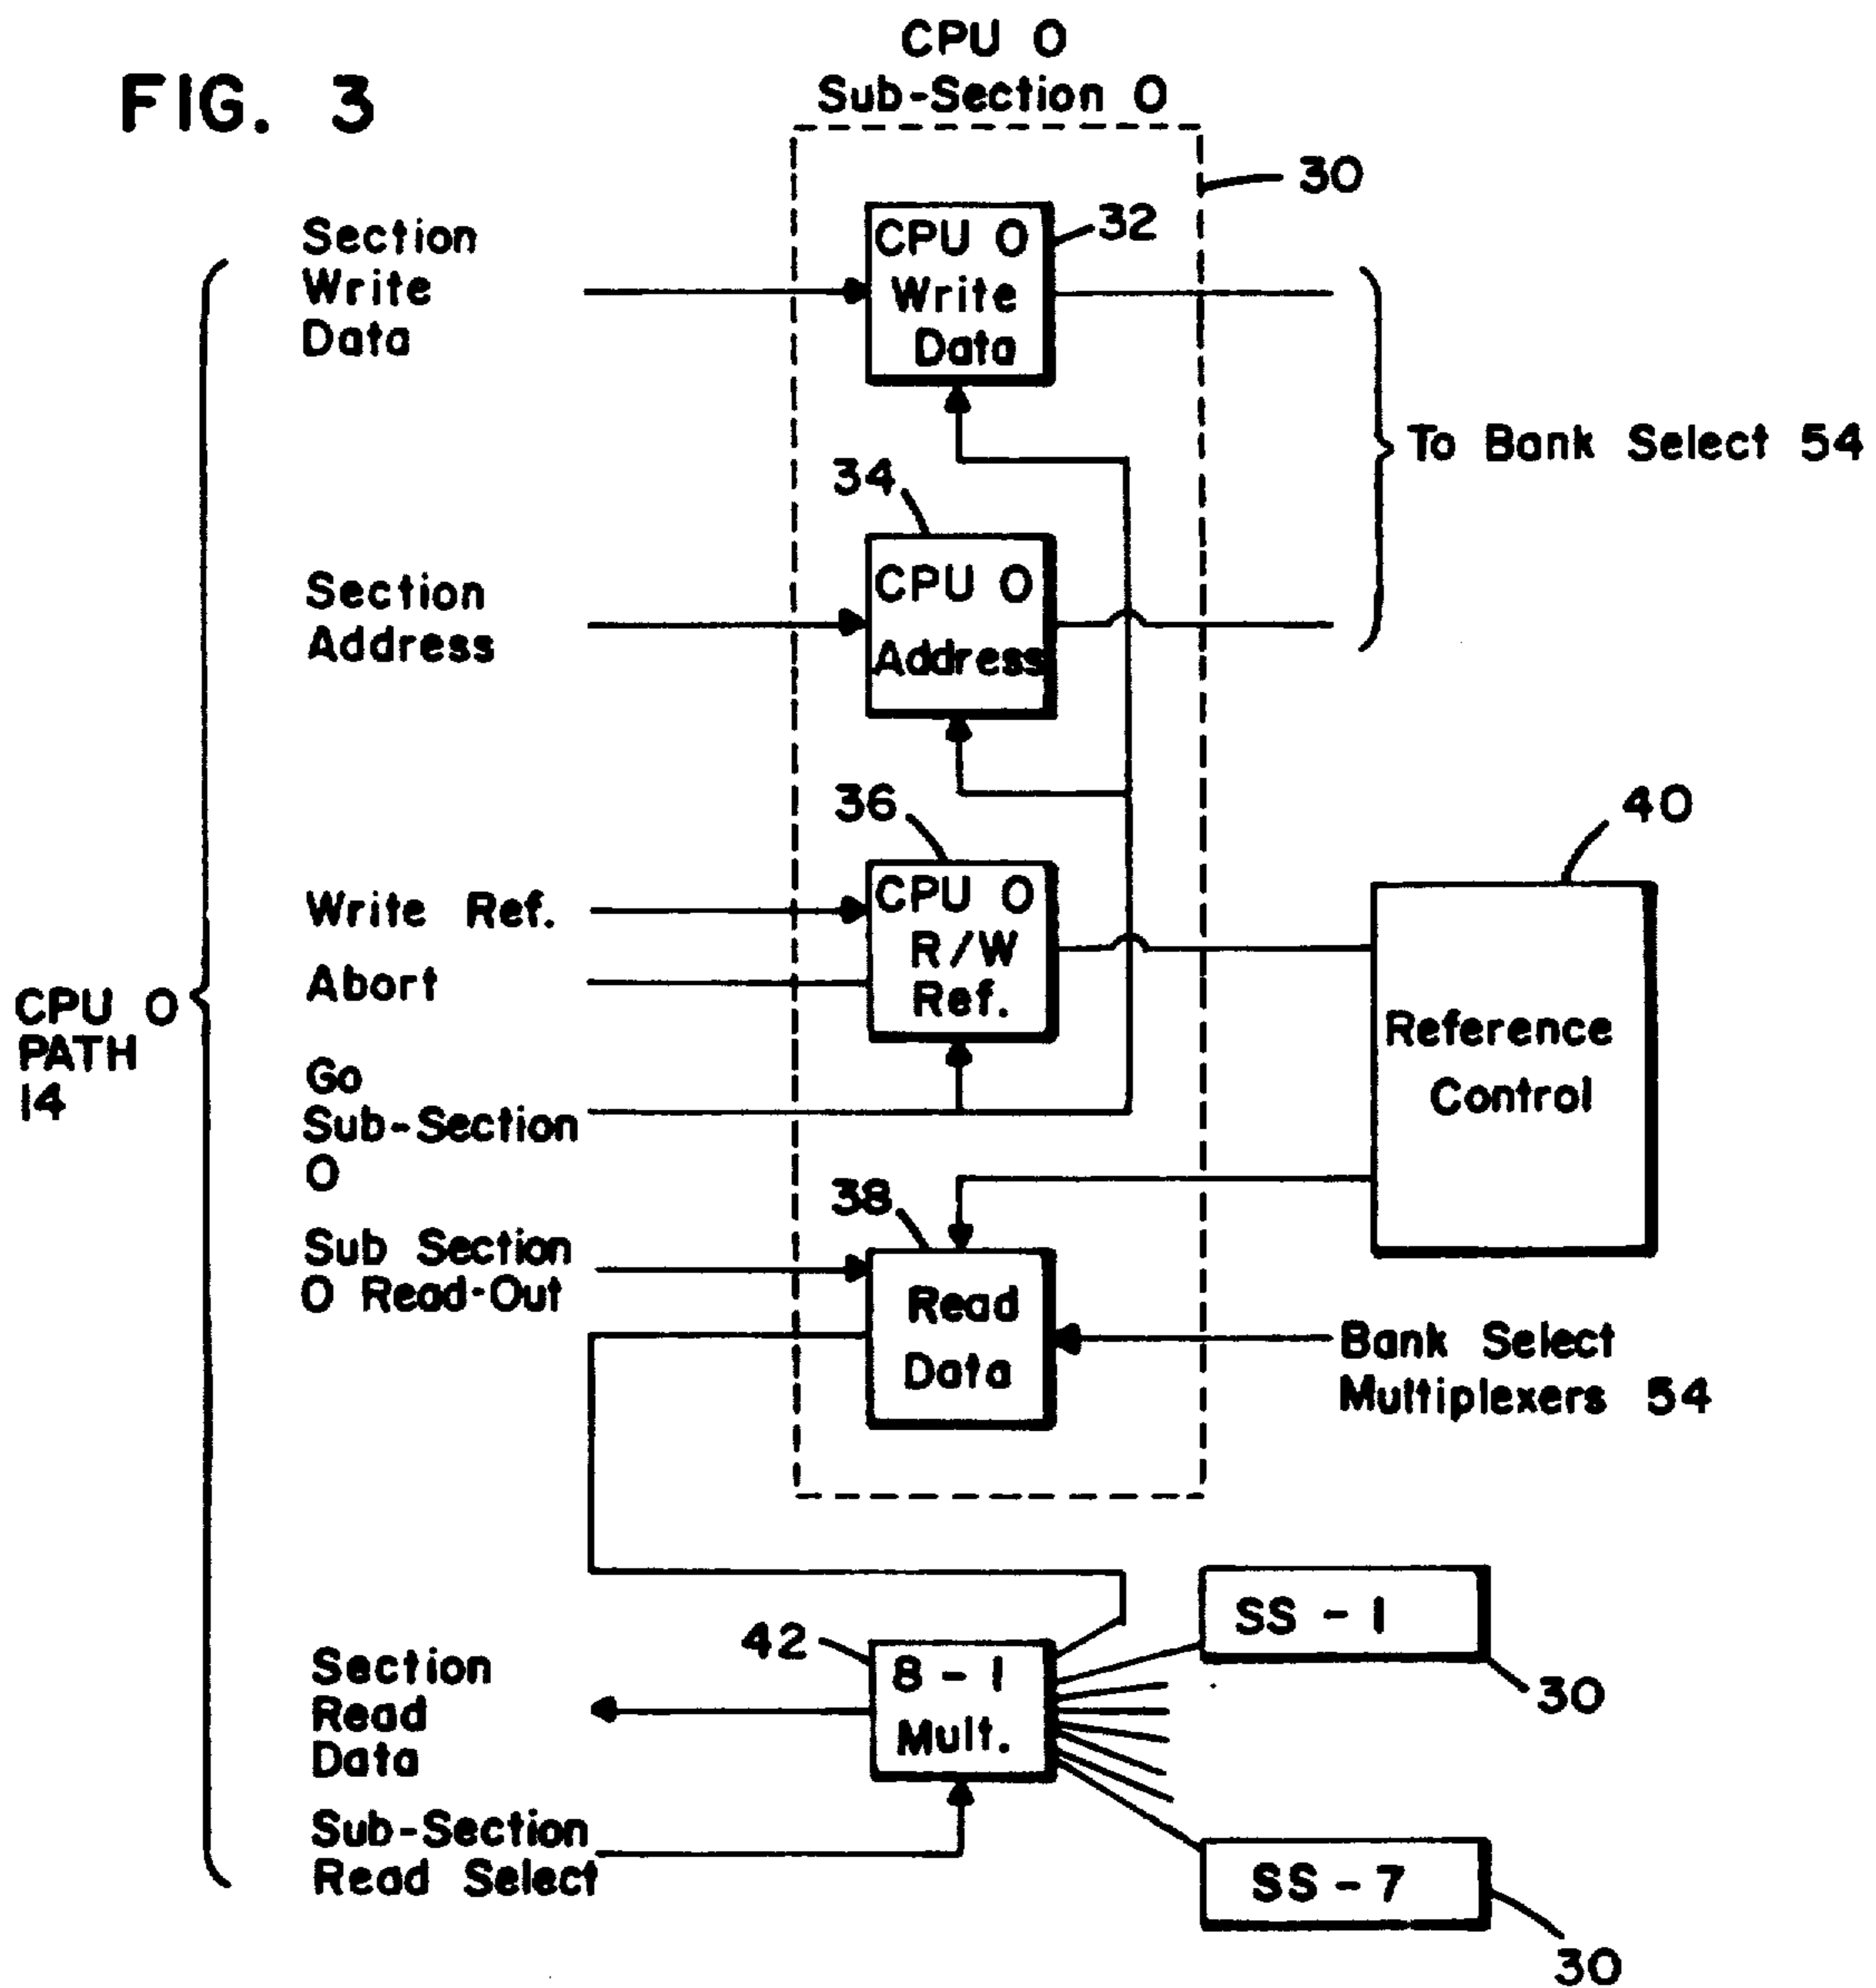 FIG. 3
CPU 0
Sub-Section 0
30
Section
Write
Data
CPU 0
Write
Data
32
To Bank Select 54
34
Section
Address
CPU 0
Address
36
40
Write Ref.
Abort
CPU 0
R/W
Ref.
Reference
Control
CPU 0
PATH
14
Go
Sub-Section
0
38
Sub Section
0 Read-Out
Read
Data
Bank Select
Multiplexers 54
SS - 1
30
42
8 - 1
Mult.
Section
Read
Data
Sub-Section
Read Select
SS - 7
30